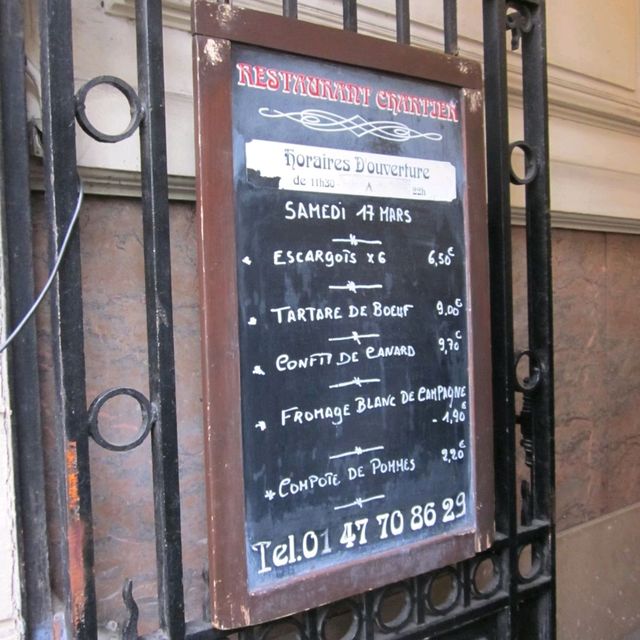 RESTAURANT CHARTIER
Horaires D'ouverture
de 11h30 A 22h
SAMEDI 17 MARS
* ESCARGOTS x 6 6,50€
* TARTARE DE BOEUF 9,00€
* CONFIT DE CANARD 9,70€
* FROMAGE BLANC DE CAMPAGNE
- 1,90€
* COMPOTE DE POMMES 2,20€
Tel.01 47 70 86 29